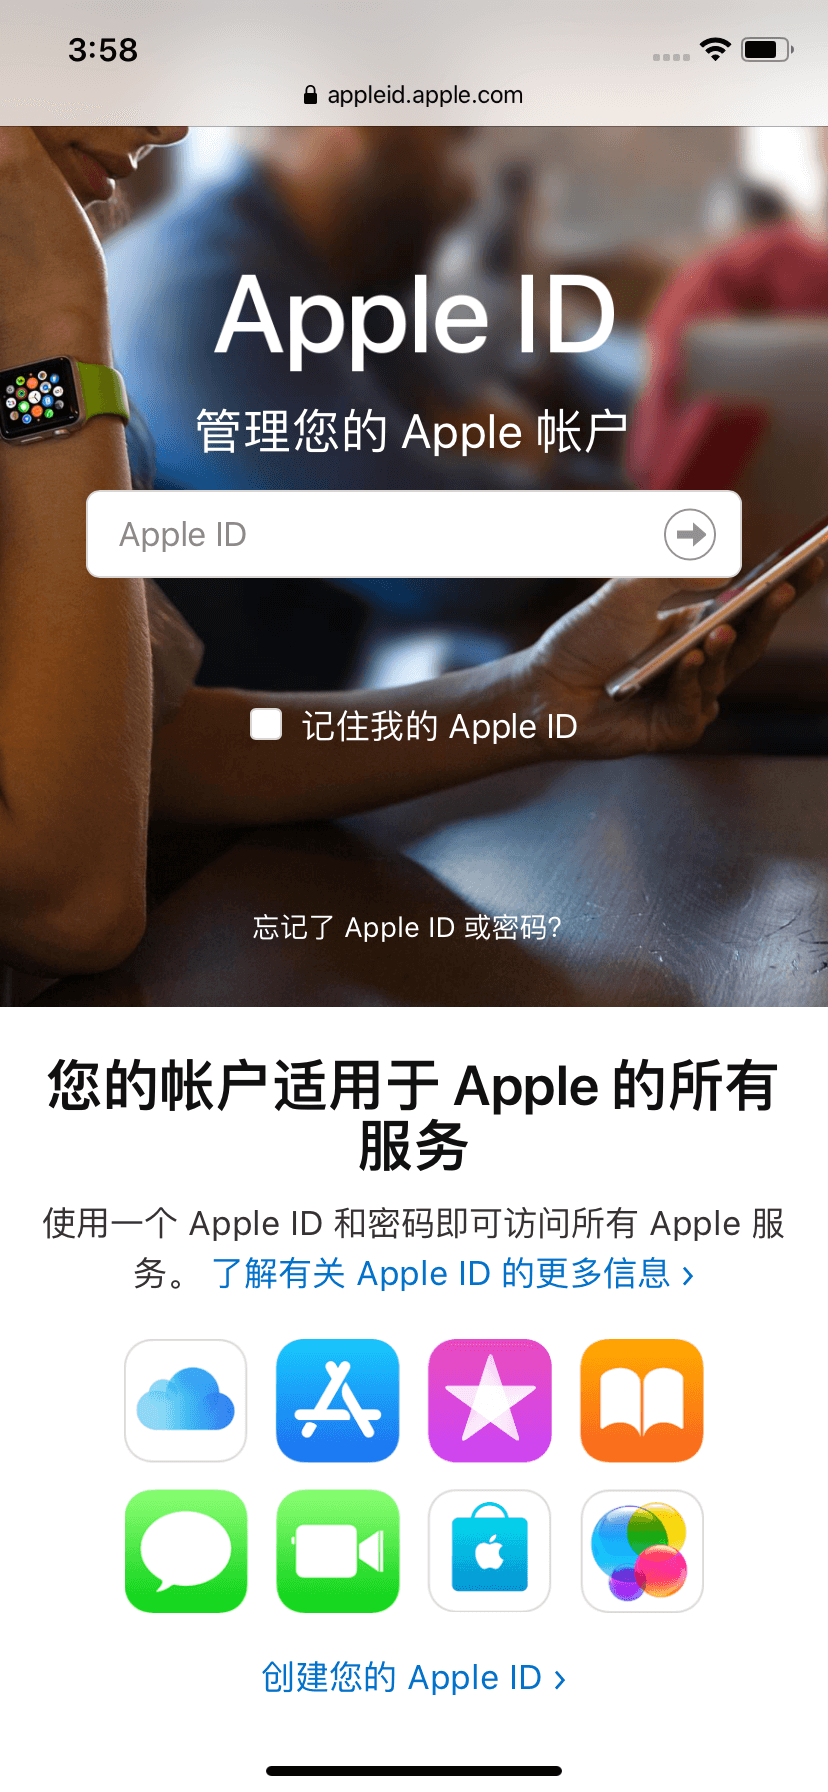 3:58
appleid.apple.com
Apple ID
管理您的 Apple 帐户
Apple ID
记住我的 Apple ID
忘记了 Apple ID 或密码?
您的帐户适用于 Apple 的所有
服务
使用一个 Apple ID 和密码即可访问所有 Apple 服
务。 了解有关 Apple ID 的更多信息 ›
创建您的 Apple ID ›